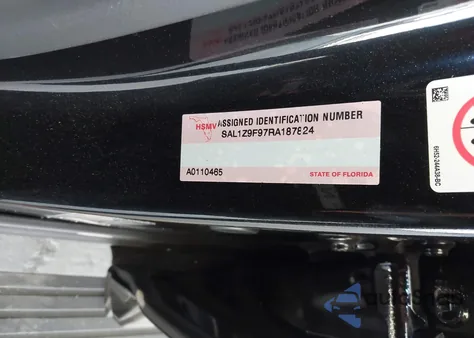 HSMV ASSIGNED IDENTIFICATION NUMBER
SAL1Z9F97RA187824
A0110465
STATE OF FLORIDA